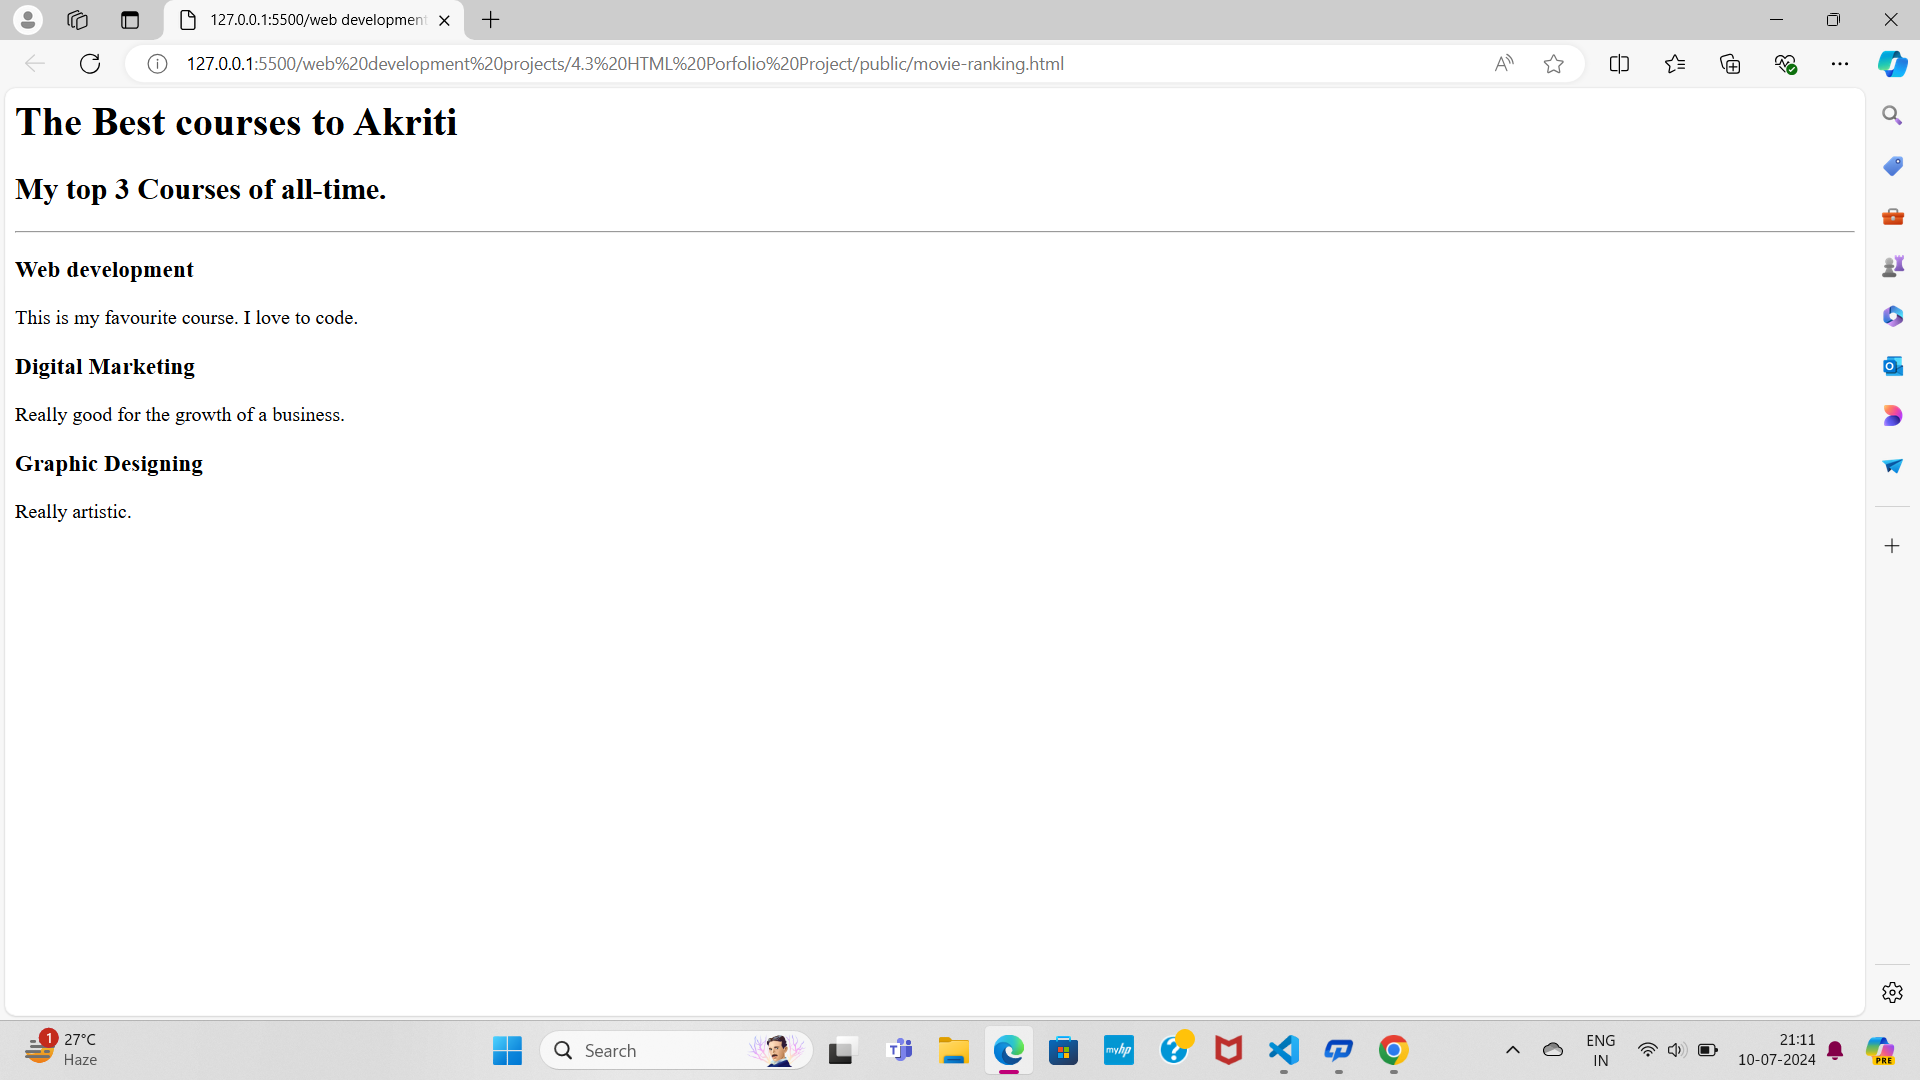 127.0.0.1:5500/web development
127.0.0.1:5500/web%20development%20projects/4.3%20HTML%20Porfolio%20Project/public/movie-ranking.html
The Best courses to Akriti
My top 3 Courses of all-time.
Web development
This is my favourite course. I love to code.
Digital Marketing
Really good for the growth of a business.
Graphic Designing
Really artistic.
1
27°C
Haze
Search
myhp
ENG
IN
21:11
10-07-2024
PRE